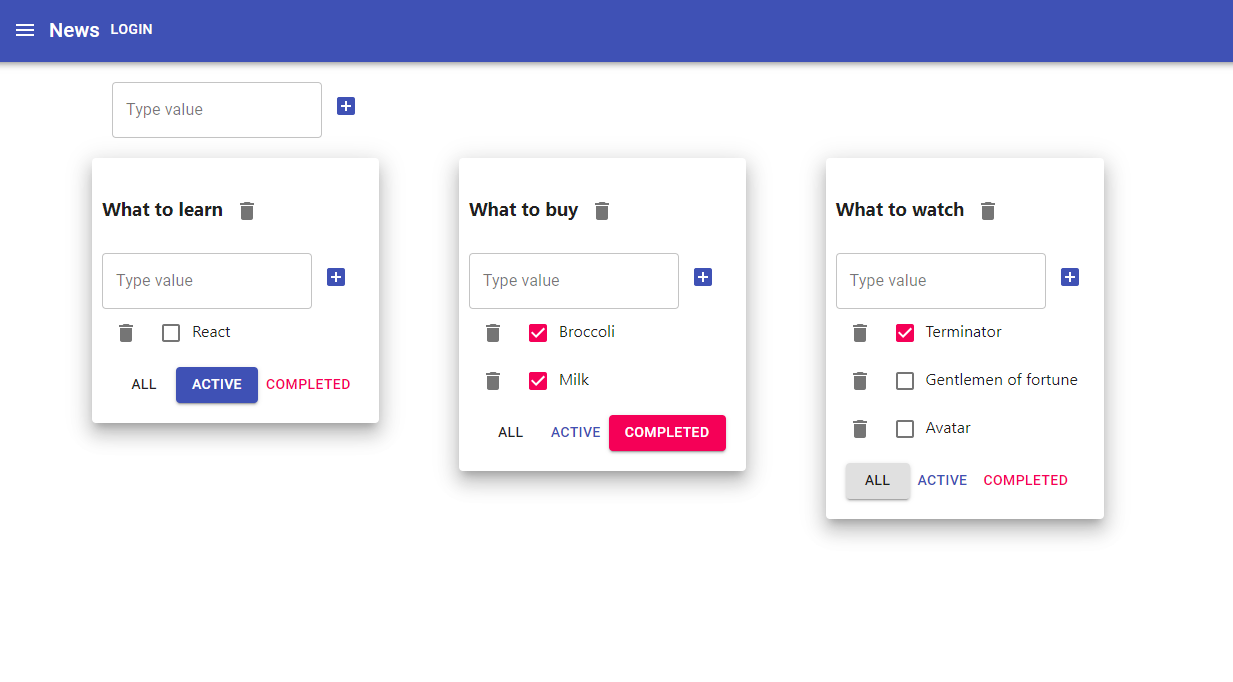 News LOGIN
Type value
What to learn
Type value
React
ALL ACTIVE COMPLETED
What to buy
Type value
Broccoli
Milk
ALL ACTIVE COMPLETED
What to watch
Type value
Terminator
Gentlemen of fortune
Avatar
ALL ACTIVE COMPLETED